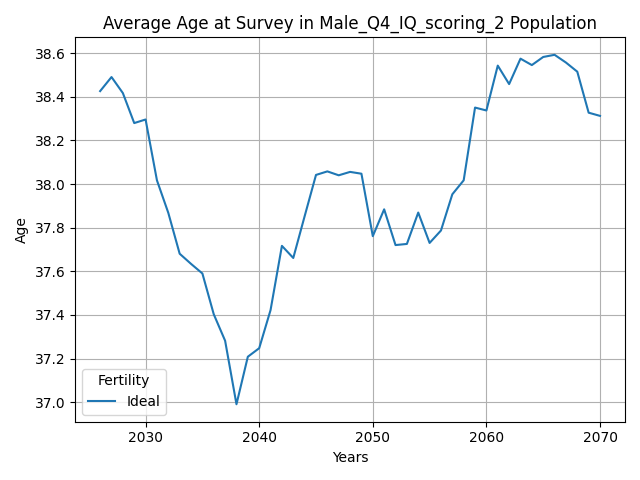 Average Age at Survey in Male_Q4_IQ_scoring_2 Population
38.6
38.4
38.2
38.0
37.8
37.6
37.4
37.2
37.0
Age
Fertility
Ideal
2030 2040 2050 2060 2070
Years